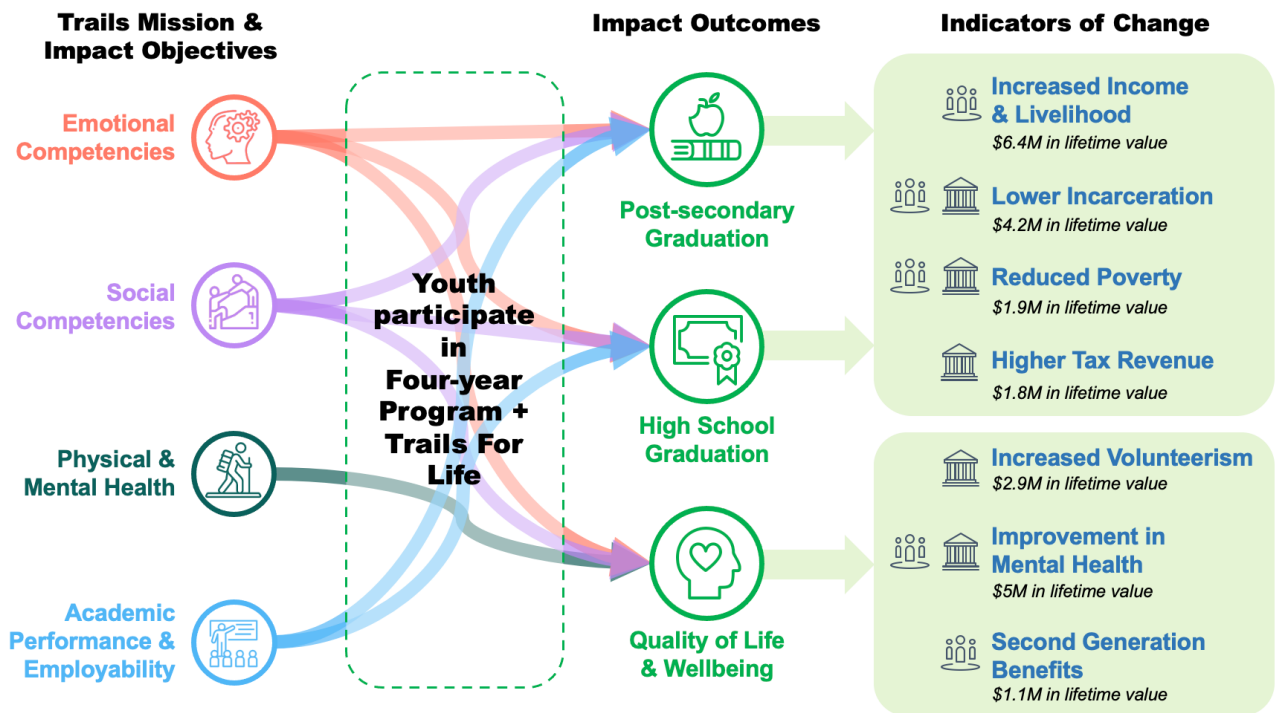 Trails Mission &
Impact Objectives
Impact Outcomes
Indicators of Change
Emotional
Competencies
Social
Competencies
Physical &
Mental Health
Academic
Performance &
Employability
Youth
participate
in
Four-year
Program +
Trails For
Life
Post-secondary
Graduation
High School
Graduation
Quality of Life
& Wellbeing
Increased Income
& Livelihood
$6.4M in lifetime value
Lower Incarceration
$4.2M in lifetime value
Reduced Poverty
$1.9M in lifetime value
Higher Tax Revenue
$1.8M in lifetime value
Increased Volunteerism
$2.9M in lifetime value
Improvement in
Mental Health
$5M in lifetime value
Second Generation
Benefits
$1.1M in lifetime value